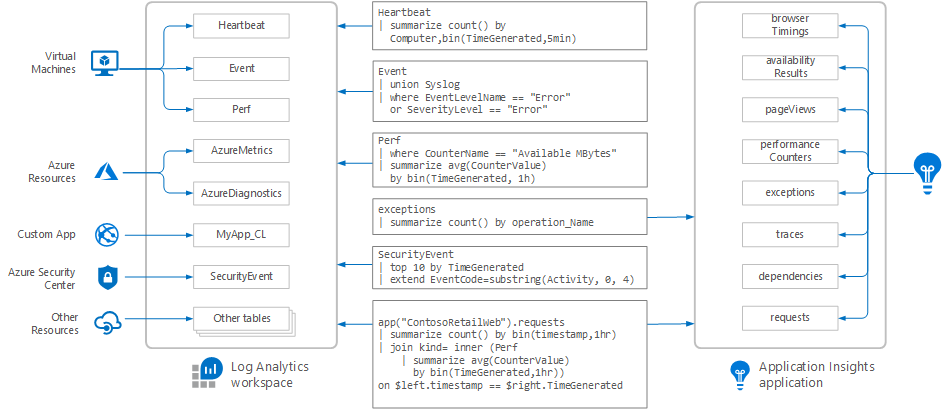 Virtual
Machines
Azure
Resources
Custom App
Azure Security
Center
Other
Resources
Heartbeat
Event
Perf
AzureMetrics
AzureDiagnostics
MyApp_CL
SecurityEvent
Other tables
Log Analytics
workspace
Heartbeat
| summarize count() by
Computer,bin(TimeGenerated,5min)
Event
| union Syslog
| where EventLevelName == "Error"
or SeverityLevel == "Error"
Perf
| where CounterName == "Available MBytes"
| summarize avg(CounterValue)
by bin(TimeGenerated, 1h)
exceptions
| summarize count() by operation_Name
SecurityEvent
| top 10 by TimeGenerated
| extend EventCode=substring(Activity, 0, 4)
app("ContosoRetailWeb").requests
| summarize count() by bin(timestamp,1hr)
| join kind= inner (Perf
| summarize avg(CounterValue)
by bin(TimeGenerated,1hr))
on $left.timestamp == $right.TimeGenerated
browser
Timings
availability
Results
pageViews
performance
Counters
exceptions
traces
dependencies
requests
Application Insights
application